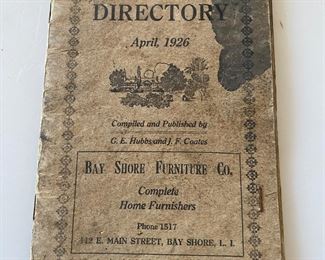 DIRECTORY
April, 1926
Compiled and Published by
G. E. Hubbs and J. F. Coates
BAY SHORE FURNITURE CO.
Complete
Home Furnishers
Phone 1517
112 E. MAIN STREET, BAY SHORE, L. I.